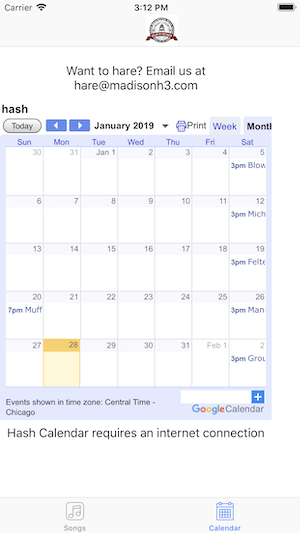 Carrier 3:12 PM
Want to hare? Email us at
hare@madisonh3.com
hash
Today January 2019 Print Week Month
Sun Mon Tue Wed Thu Fri Sat
30 31 Jan 1 2 3 4 5
3pm Blow
6 7 8 9 10 11 12
3pm Mich
13 14 15 16 17 18 19
3pm Felte
20 21 22 23 24 25 26
7pm Muff 3pm Man
27 28 29 30 31 Feb 1 2
3pm Grou
Events shown in time zone: Central Time -
Chicago
Google Calendar
Hash Calendar requires an internet connection
Songs Calendar